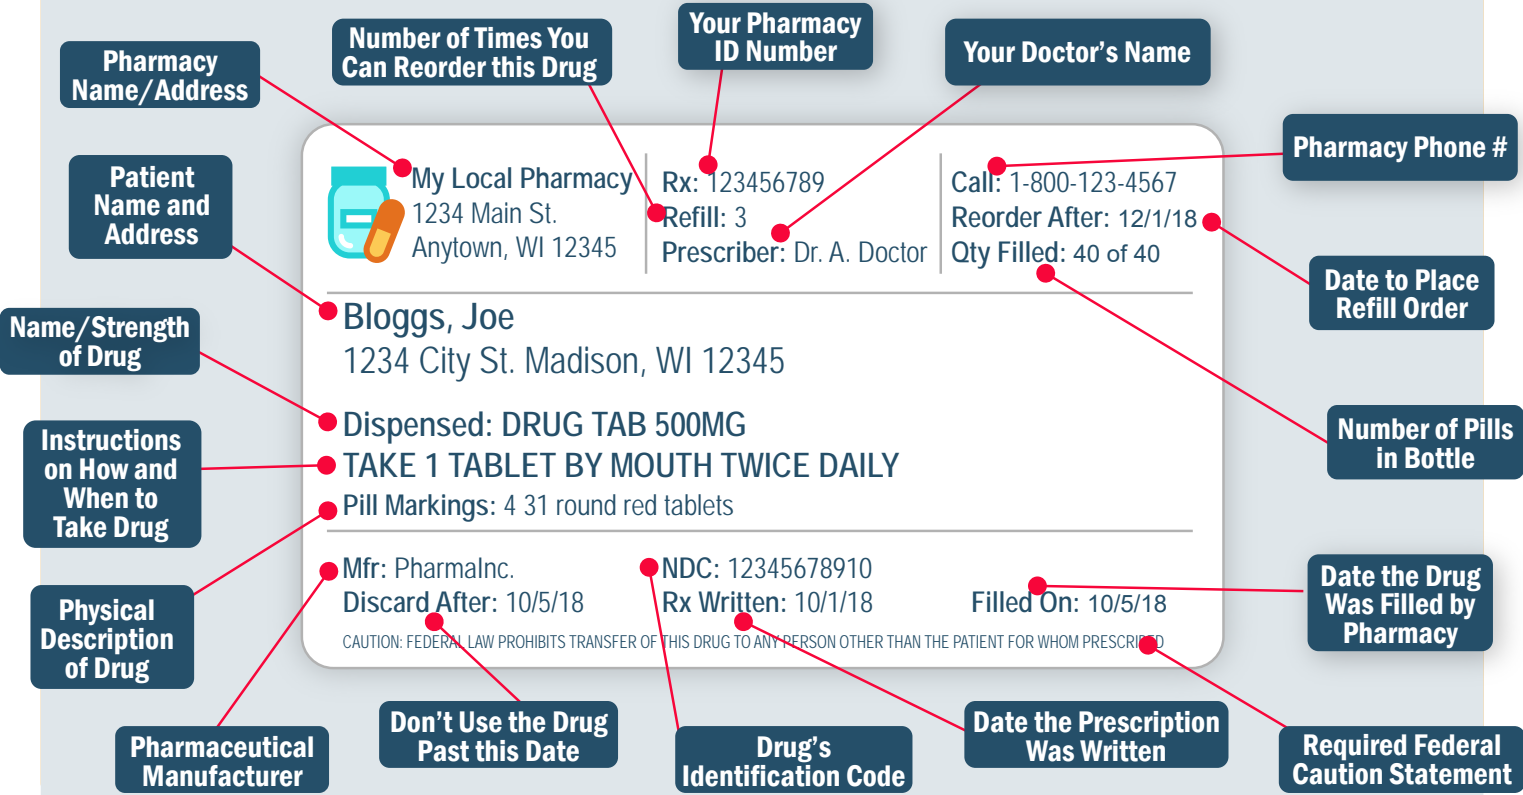 Pharmacy
Name/Address
Number of Times You
Can Reorder this Drug
Your Pharmacy
ID Number
Your Doctor's Name
Pharmacy Phone #
Patient
Name and
Address
Name/Strength
of Drug
Instructions
on How and
When to
Take Drug
Physical
Description
of Drug
Pharmaceutical
Manufacturer
My Local Pharmacy
1234 Main St.
Anytown, WI 12345
Rx: 123456789
Refill: 3
Prescriber: Dr. A. Doctor
Call: 1-800-123-4567
Reorder After: 12/1/18
Qty Filled: 40 of 40
Bloggs, Joe
1234 City St. Madison, WI 12345
Dispensed: DRUG TAB 500MG
TAKE 1 TABLET BY MOUTH TWICE DAILY
Pill Markings: 4 31 round red tablets
Mfr: PharmaInc.
NDC: 12345678910
Discard After: 10/5/18
Rx Written: 10/1/18
Filled On: 10/5/18
CAUTION: FEDERAL LAW PROHIBITS TRANSFER OF THIS DRUG TO ANY PERSON OTHER THAN THE PATIENT FOR WHOM PRESCRIBED
Date to Place
Refill Order
Number of Pills
in Bottle
Date the Drug
Was Filled by
Pharmacy
Don't Use the Drug
Past this Date
Drug's
Identification Code
Date the Prescription
Was Written
Required Federal
Caution Statement